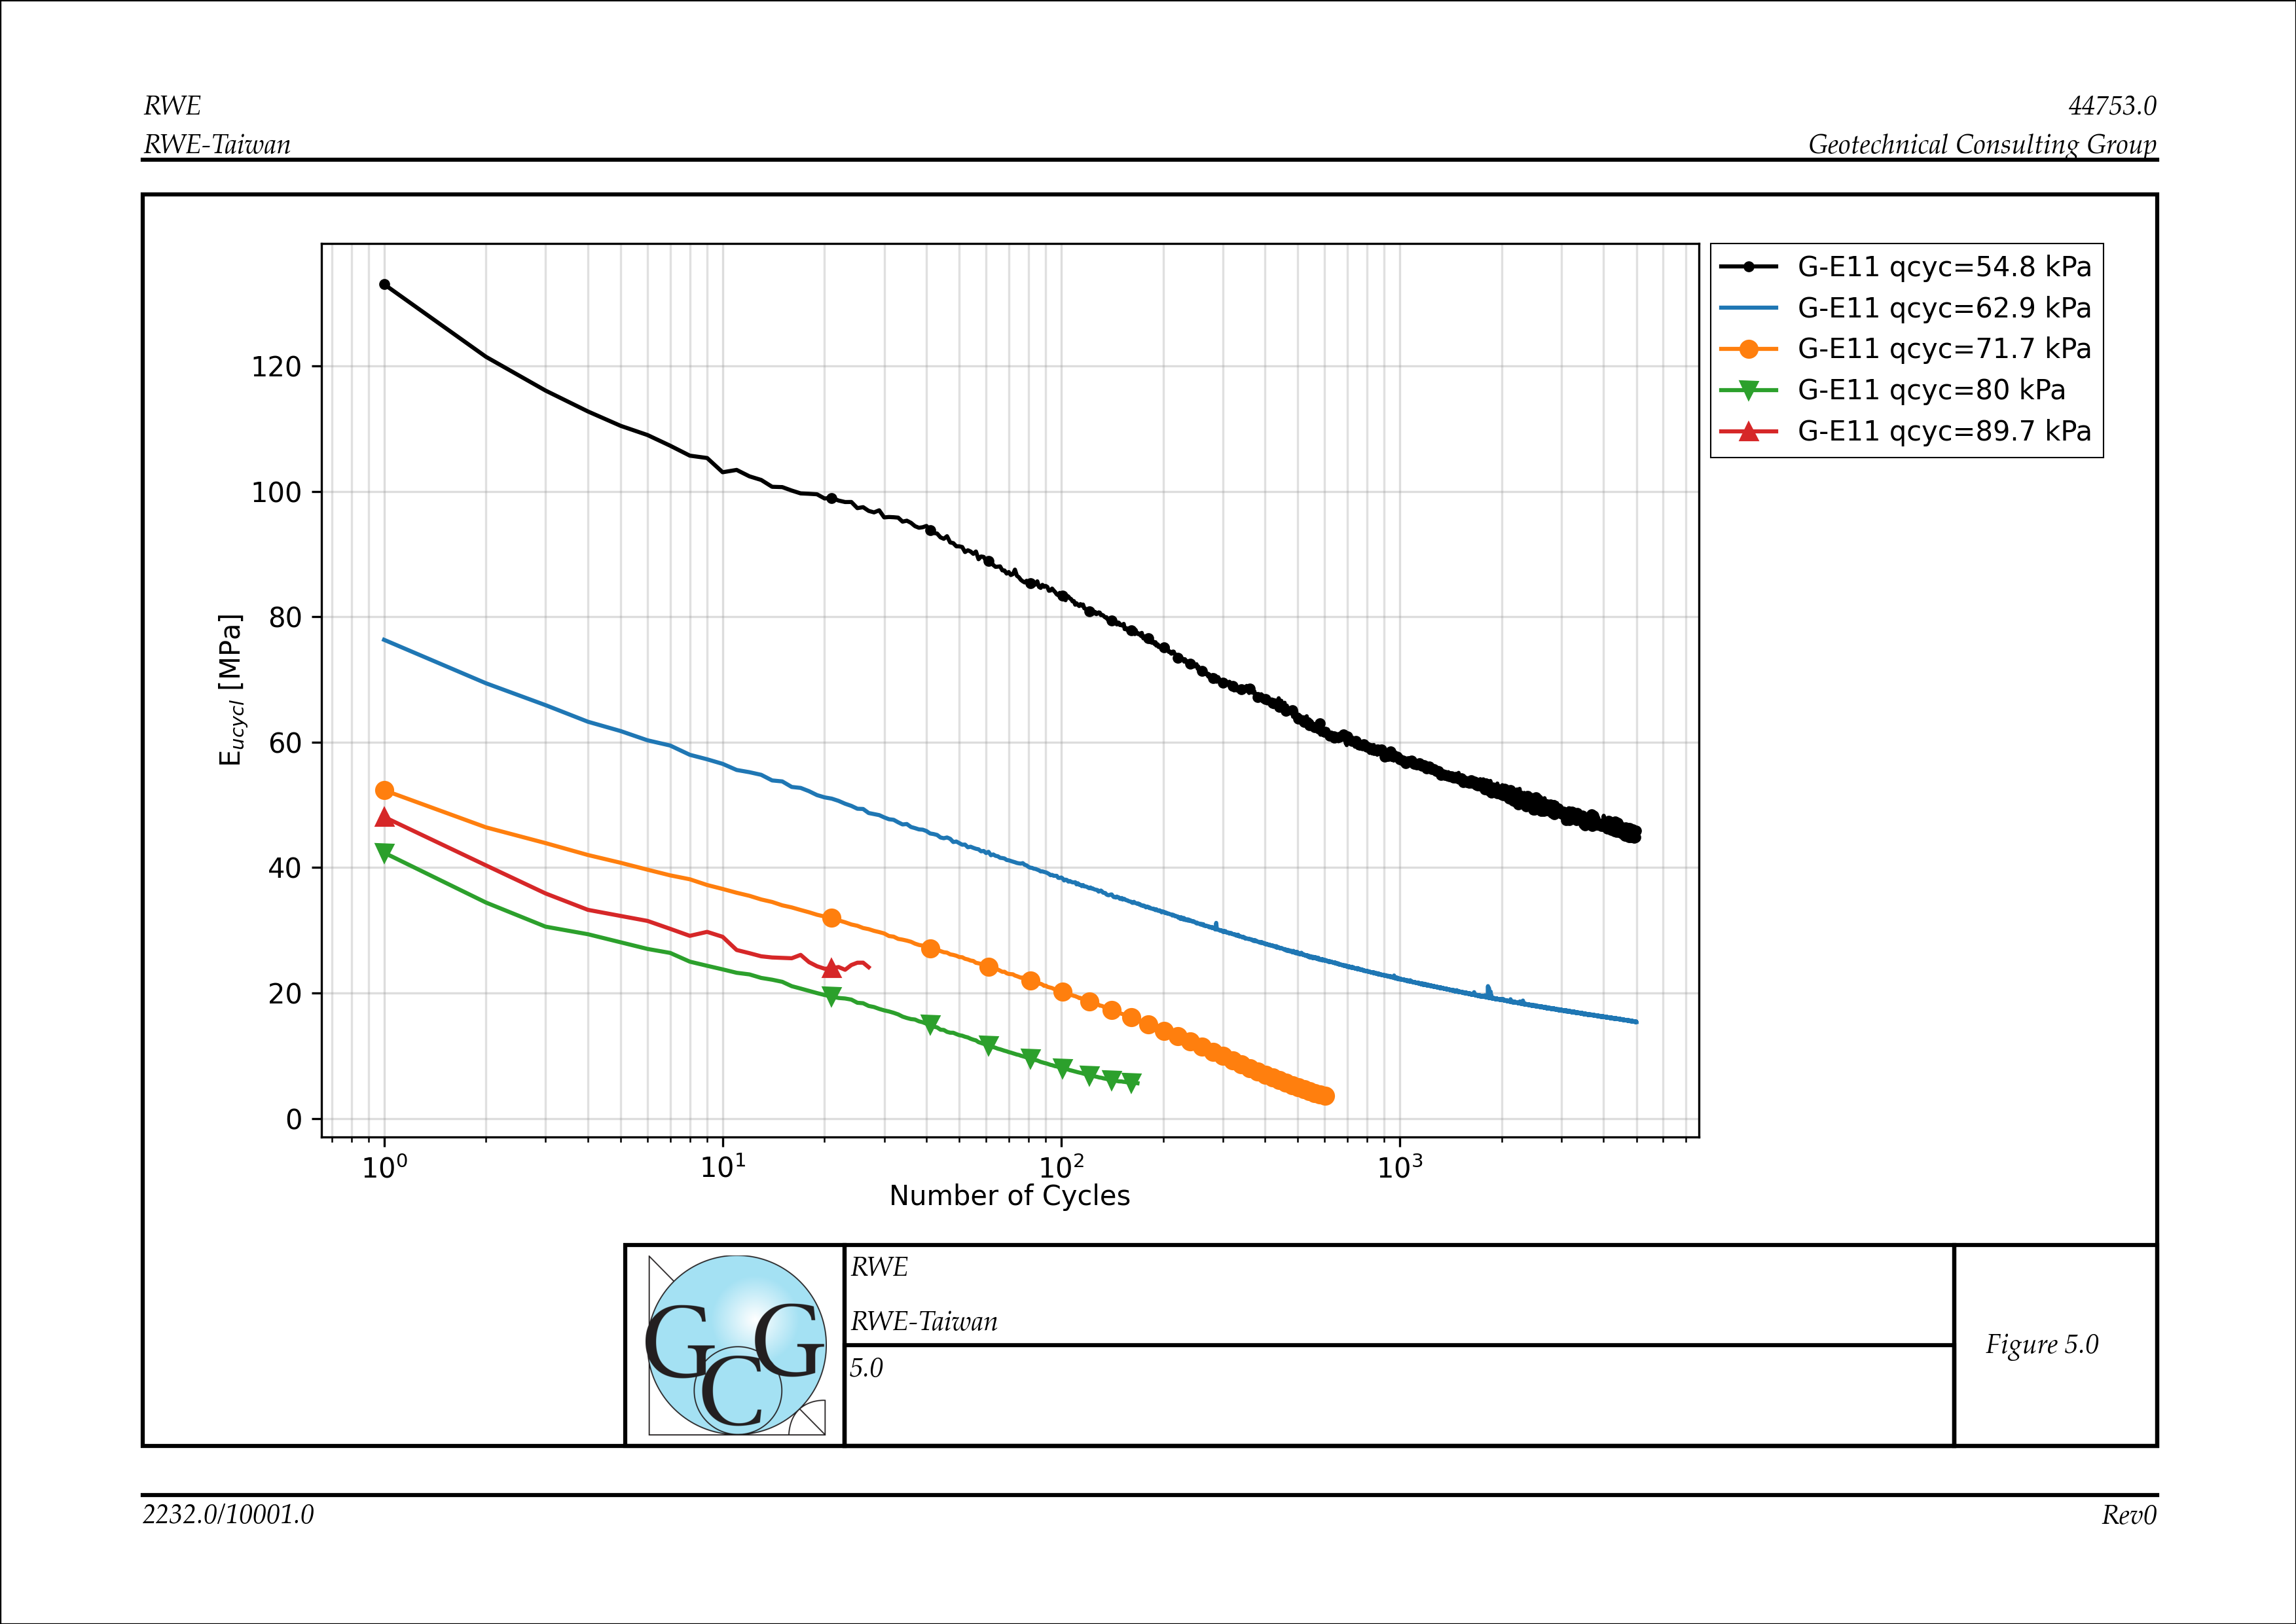 RWE
44753.0
RWE-Taiwan
Geotechnical Consulting Group
G-E11 qcyc=54.8 kPa
G-E11 qcyc=62.9 kPa
G-E11 qcyc=71.7 kPa
G-E11 qcyc=80 kPa
G-E11 qcyc=89.7 kPa
120
100
80
60
40
20
0
E_ucycl [MPa]
10^0
10^1
10^2
10^3
Number of Cycles
GCG
RWE
RWE-Taiwan
5.0
Figure 5.0
2232.0/10001.0
Rev0